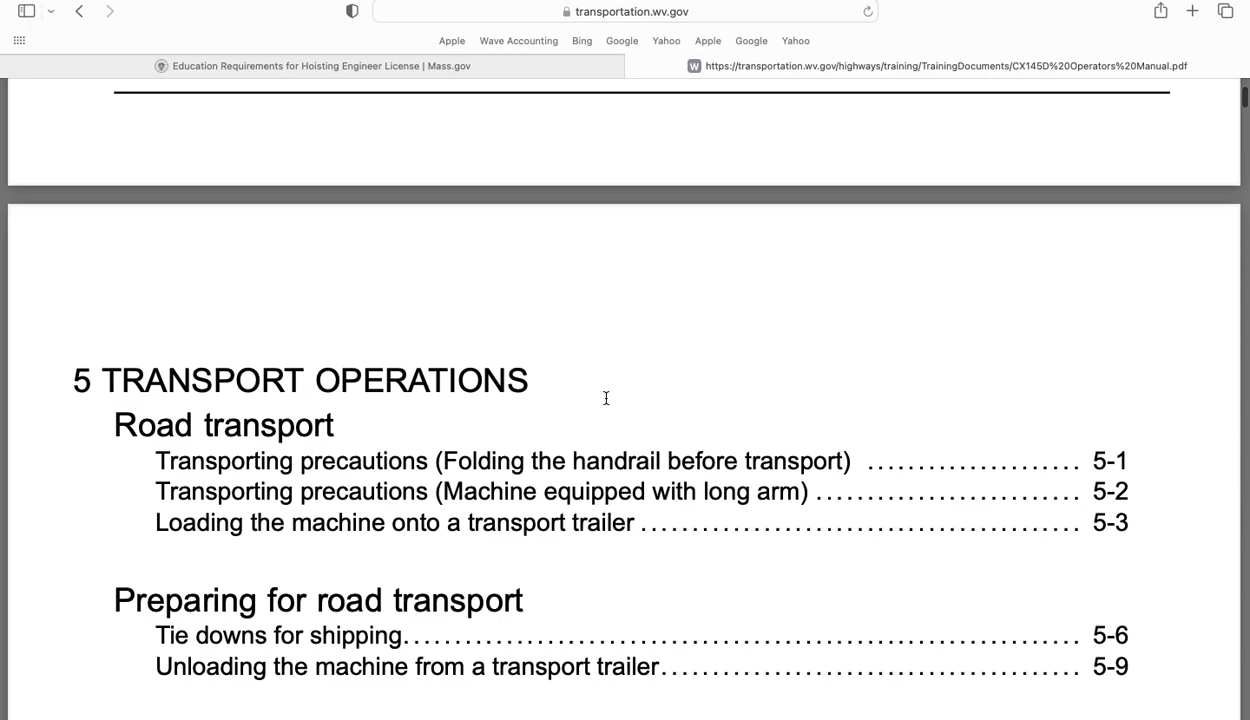 transportation.wv.gov
Apple Wave Accounting Bing Google Yahoo Apple Google Yahoo
Education Requirements for Hoisting Engineer License | Mass.gov
W https://transportation.wv.gov/highways/training/TrainingDocuments/CX145D%20Operators%20Manual.pdf
5 TRANSPORT OPERATIONS
Road transport
Transporting precautions (Folding the handrail before transport) ..................... 5-1
Transporting precautions (Machine equipped with long arm) .......................... 5-2
Loading the machine onto a transport trailer ........................................... 5-3
Preparing for road transport
Tie downs for shipping.................................................................. 5-6
Unloading the machine from a transport trailer......................................... 5-9